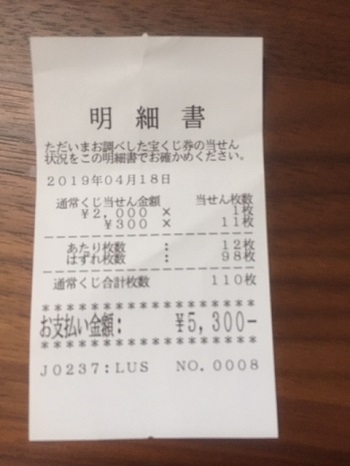 明細書
ただいまお調べした宝くじ券の当せん
状況をこの明細書でお確かめください。
2019年04月18日
通常くじ当せん金額 当せん枚数
¥2,000 × 1枚
¥300 × 11枚
あたり枚数 : 12枚
はずれ枚数 : 98枚
通常くじ合計枚数 110枚
********************
お支払い金額: ¥5,300-
********************
J0237:LUS NO.0008